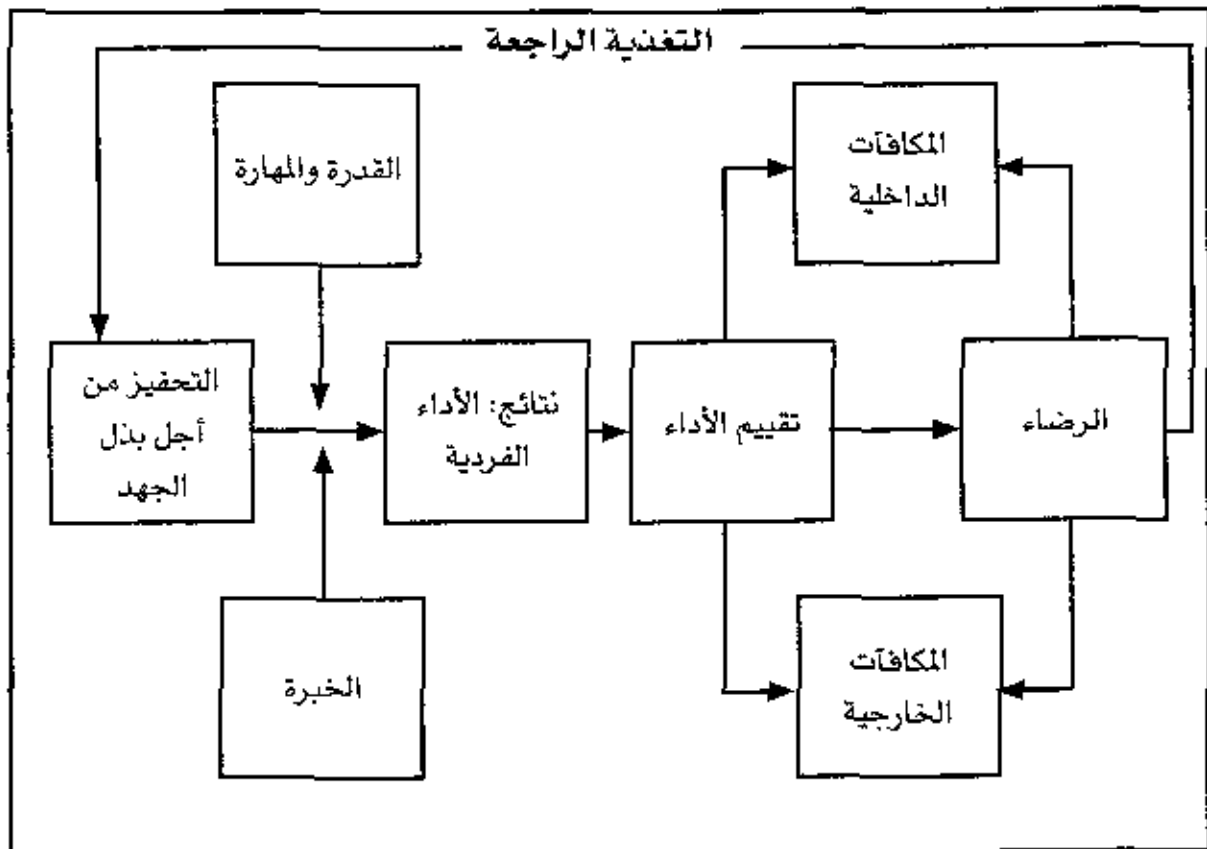 التغذية الراجعة
المكافآت
الداخلية
القدرة والمهارة
التحفيز من
أجل بذل
الجهد
نتائج: الأداء
الفردية
تقييم الأداء
الرضاء
الخبرة
المكافآت
الخارجية